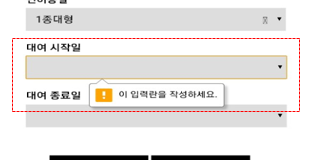 1종대형
대여 시작일
이 입력란을 작성하세요.
대여 종료일